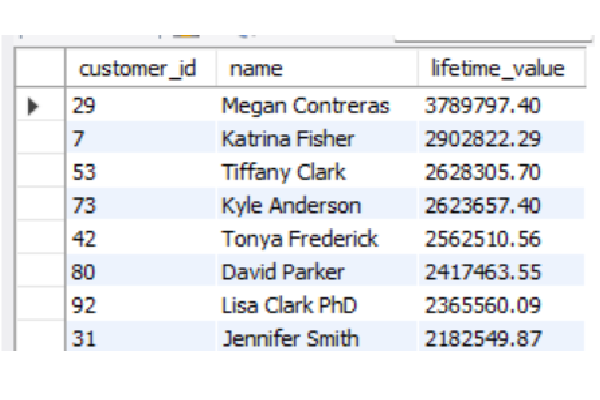 customer_id name lifetime_value
29 Megan Contreras 3789797.40
7 Katrina Fisher 2902822.29
53 Tiffany Clark 2628305.70
73 Kyle Anderson 2623657.40
42 Tonya Frederick 2562510.56
80 David Parker 2417463.55
92 Lisa Clark PhD 2365560.09
31 Jennifer Smith 2182549.87